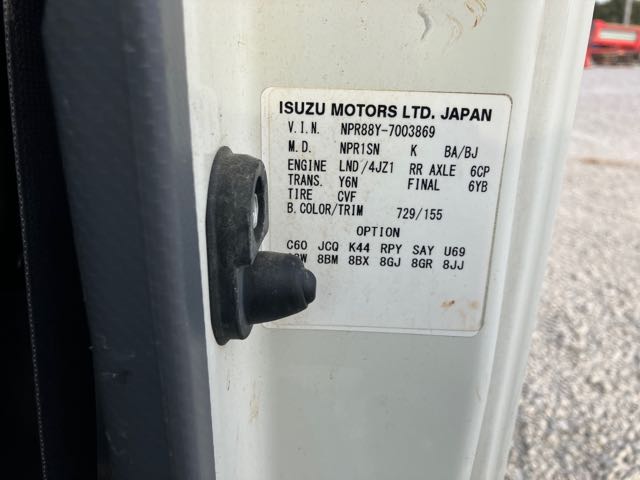 ISUZU MOTORS LTD. JAPAN
V.I.N. NPR88Y-7003869
M.D. NPR1SN K BA/BJ
ENGINE LND/4JZ1 RR AXLE 6CP
TRANS. Y6N FINAL 6YB
TIRE CVF
B.COLOR/TRIM 729/155
OPTION
C60 JCQ K44 RPY SAY U69
8BM 8BX 8GJ 8GR 8JJ